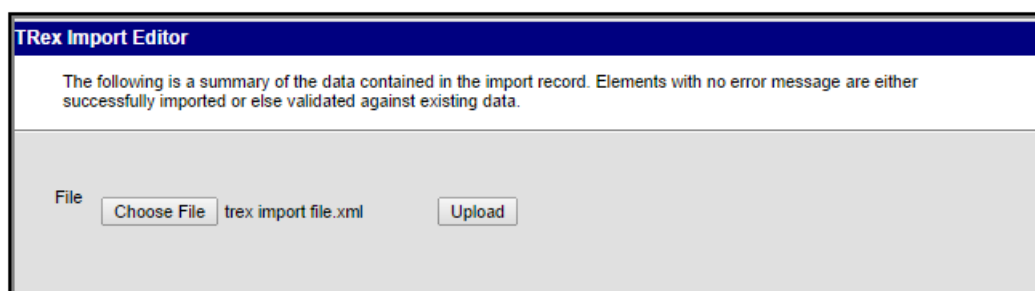 TRex Import Editor
The following is a summary of the data contained in the import record. Elements with no error message are either
successfully imported or else validated against existing data.
File
Choose File trex import file.xml Upload